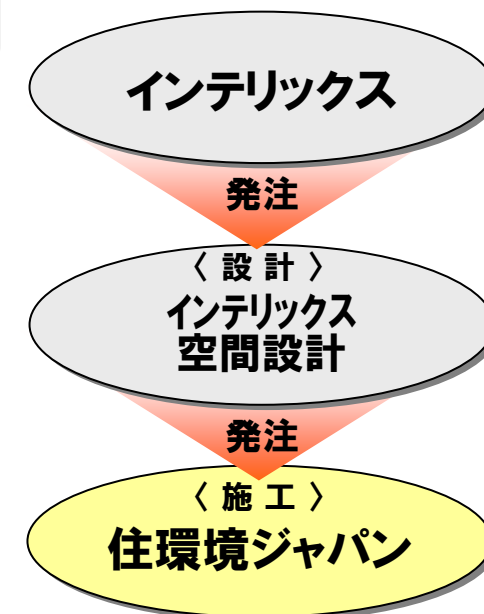 インテリックス
発注
〈 設 計 〉
インテリックス
空間設計
発注
〈 施 工 〉
住環境ジャパン